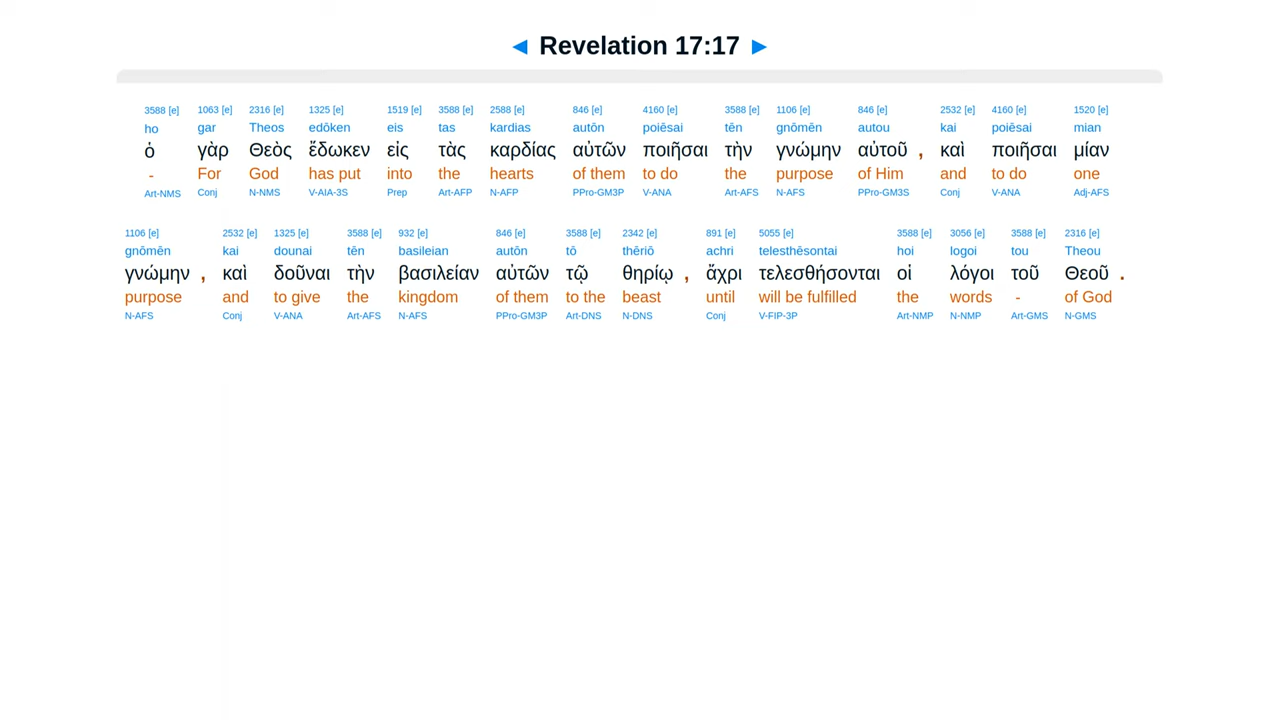 ◄ Revelation 17:17 ►
3588 [e] 1063 [e] 2316 [e] 1325 [e] 1519 [e] 3588 [e] 2588 [e] 846 [e] 4160 [e] 3588 [e] 1106 [e] 846 [e] 2532 [e] 4160 [e] 1520 [e]
ho gar Theos edōken eis tas kardias autōn poiēsai tēn gnōmēn autou kai poiēsai mian
ὁ γὰρ Θεὸς ἔδωκεν εἰς τὰς καρδίας αὐτῶν ποιῆσαι τὴν γνώμην αὐτοῦ , καὶ ποιῆσαι μίαν
- For God has put into the hearts of them to do the purpose of Him and to do one
Art-NMS Conj N-NMS V-AIA-3S Prep Art-AFP N-AFP PPro-GM3P V-ANA Art-AFS N-AFS PPro-GM3S Conj V-ANA Adj-AFS
1106 [e] 2532 [e] 1325 [e] 3588 [e] 932 [e] 846 [e] 3588 [e] 2342 [e] 891 [e] 5055 [e] 3588 [e] 3056 [e] 3588 [e] 2316 [e]
gnōmēn kai dounai tēn basileian autōn tō thēriō achri telesthēsontai hoi logoi tou Theou
γνώμην , καὶ δοῦναι τὴν βασιλείαν αὐτῶν τῷ θηρίῳ , ἄχρι τελεσθήσονται οἱ λόγοι τοῦ Θεοῦ .
purpose and to give the kingdom of them to the beast until will be fulfilled the words - of God
N-AFS Conj V-ANA Art-AFS N-AFS PPro-GM3P Art-DNS N-DNS Conj V-FIP-3P Art-NMP N-NMP Art-GMS N-GMS